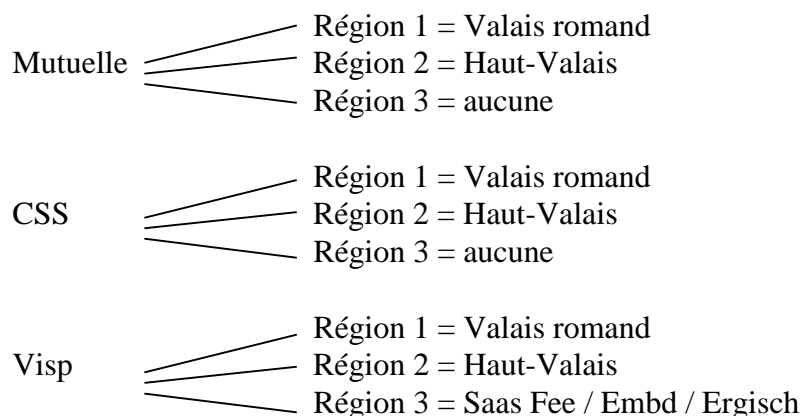 Région 1 = Valais romand
Mutuelle Région 2 = Haut-Valais
Région 3 = aucune
Région 1 = Valais romand
CSS Région 2 = Haut-Valais
Région 3 = aucune
Région 1 = Valais romand
Visp Région 2 = Haut-Valais
Région 3 = Saas Fee / Embd / Ergisch